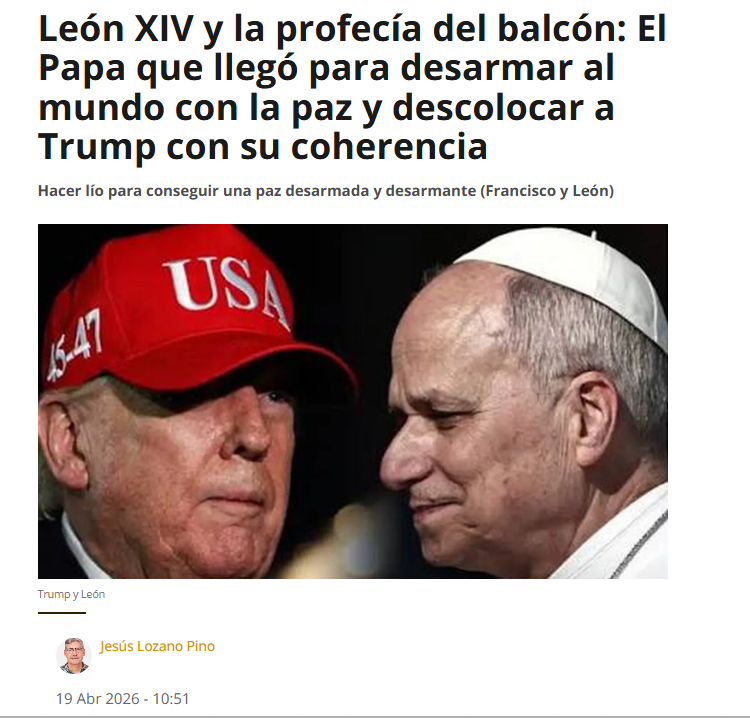 León XIV y la profecía del balcón: El
Papa que llegó para desarmar al
mundo con la paz y descolocar a
Trump con su coherencia
Hacer lío para conseguir una paz desarmada y desarmante (Francisco y León)
USA
45-47
Trump y León
Jesús Lozano Pino
19 Abr 2026 - 10:51